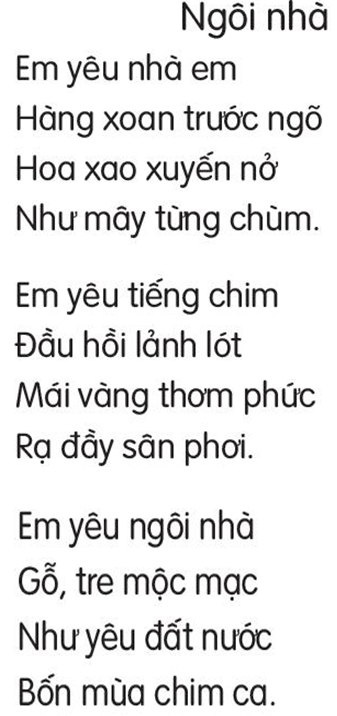 Ngôi nhà
Em yêu nhà em
Hàng xoan trước ngõ
Hoa xao xuyến nở
Như mây từng chùm.
Em yêu tiếng chim
Đầu hồi lảnh lót
Mái vàng thơm phức
Rạ đầy sân phơi.
Em yêu ngôi nhà
Gỗ, tre mộc mạc
Như yêu đất nước
Bốn mùa chim ca.